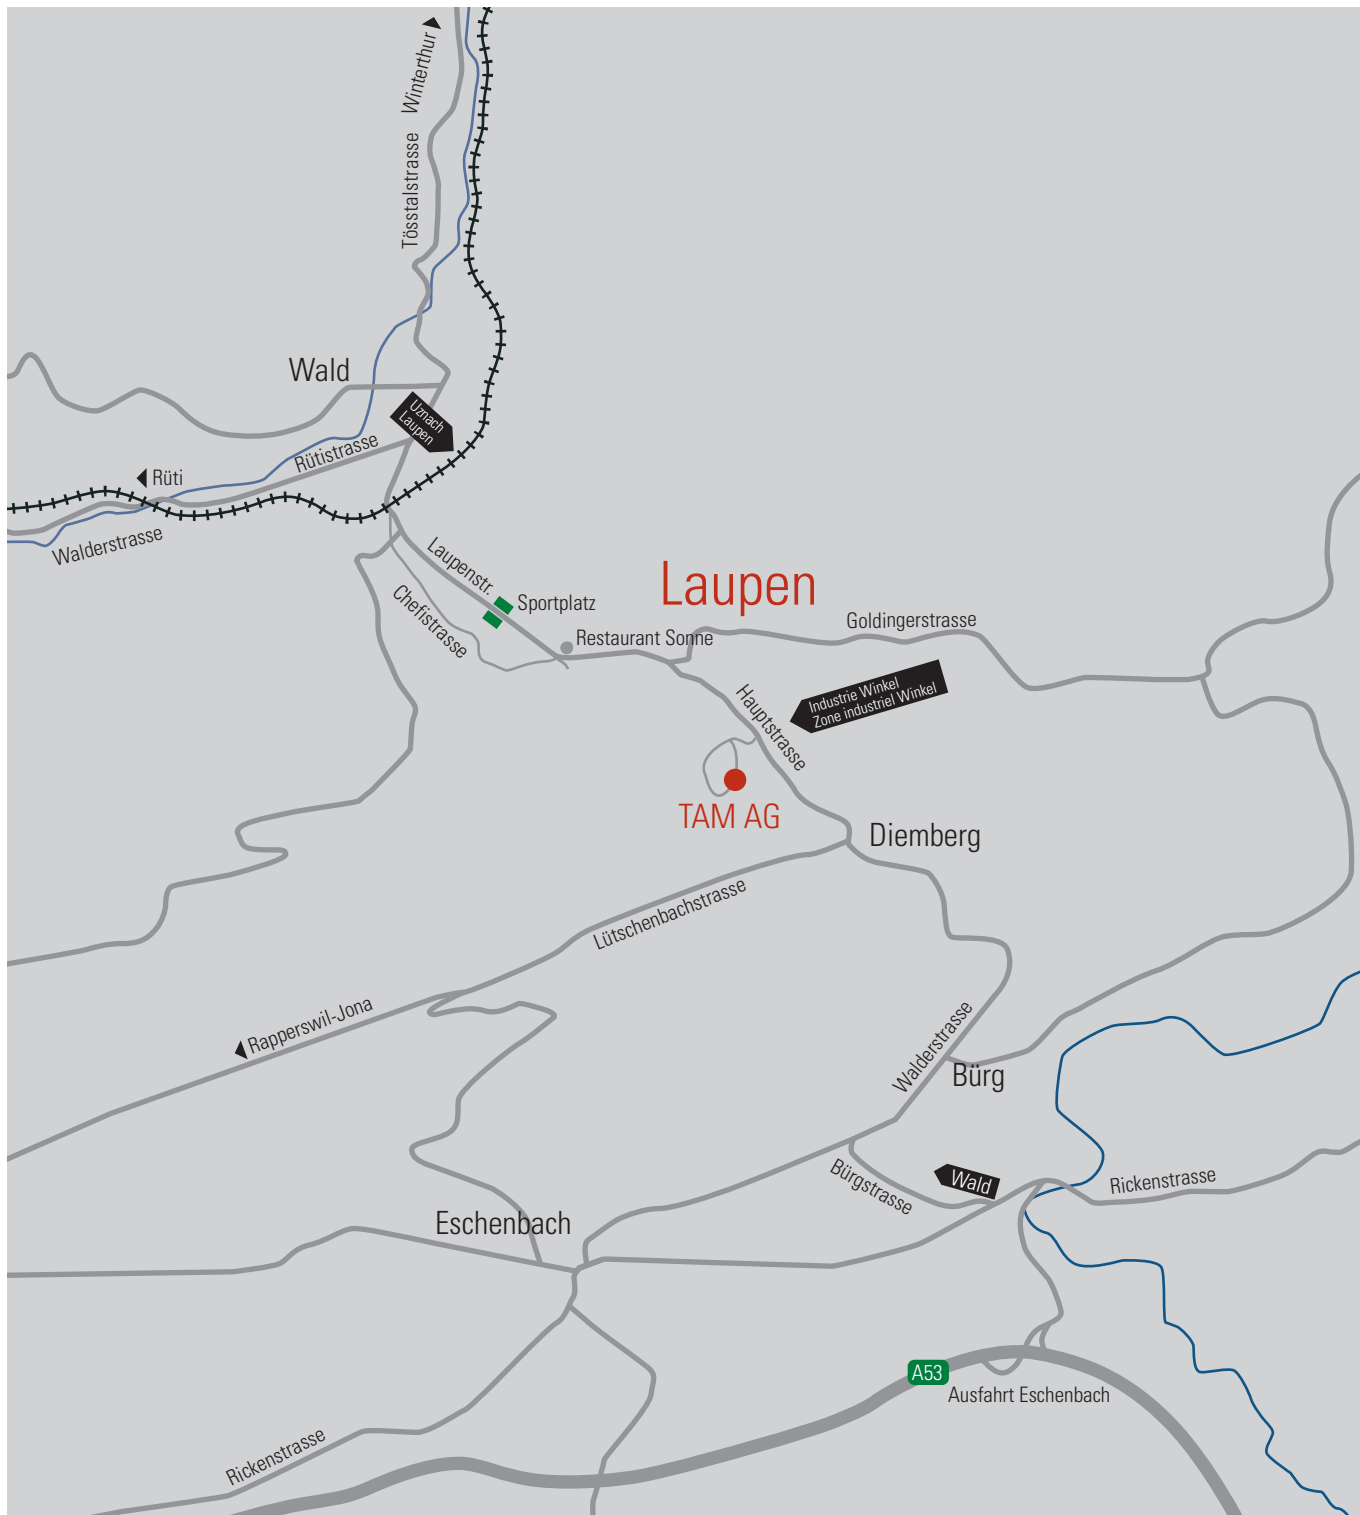 Winterthur
Tösstalstrasse
Wald
Uznach
Laupen
Rütistrasse
Rüti
Walderstrasse
Laupenstr.
Laupen
Chefistrasse
Sportplatz
Goldingerstrasse
Restaurant Sonne
Industrie Winkel
Zone industriel Winkel
Hauptstrasse
TAM AG
Diemberg
Lütschenbachstrasse
Rapperswil-Jona
Walderstrasse
Bürg
Bürgstrasse
Wald
Rickenstrasse
Eschenbach
A53
Ausfahrt Eschenbach
Rickenstrasse